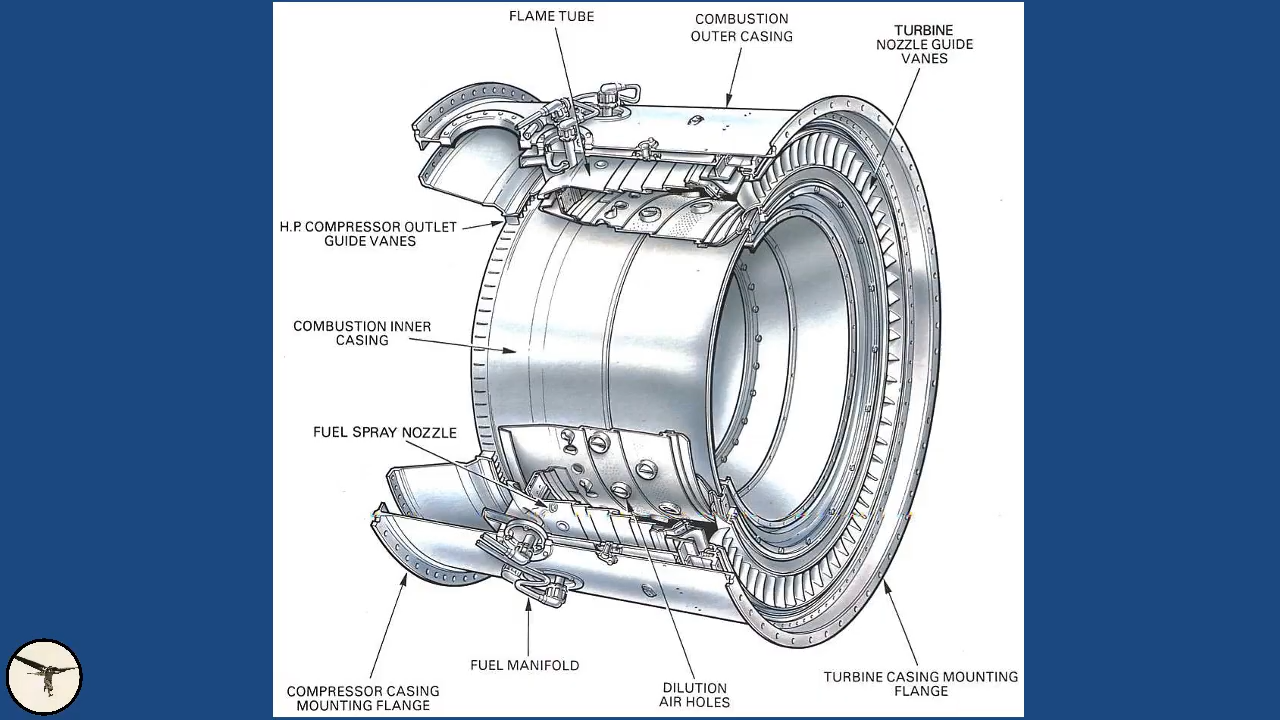 FLAME TUBE
COMBUSTION
OUTER CASING
TURBINE
NOZZLE GUIDE
VANES
H.P. COMPRESSOR OUTLET
GUIDE VANES
COMBUSTION INNER
CASING
FUEL SPRAY NOZZLE
FUEL MANIFOLD
COMPRESSOR CASING
MOUNTING FLANGE
DILUTION
AIR HOLES
TURBINE CASING MOUNTING
FLANGE